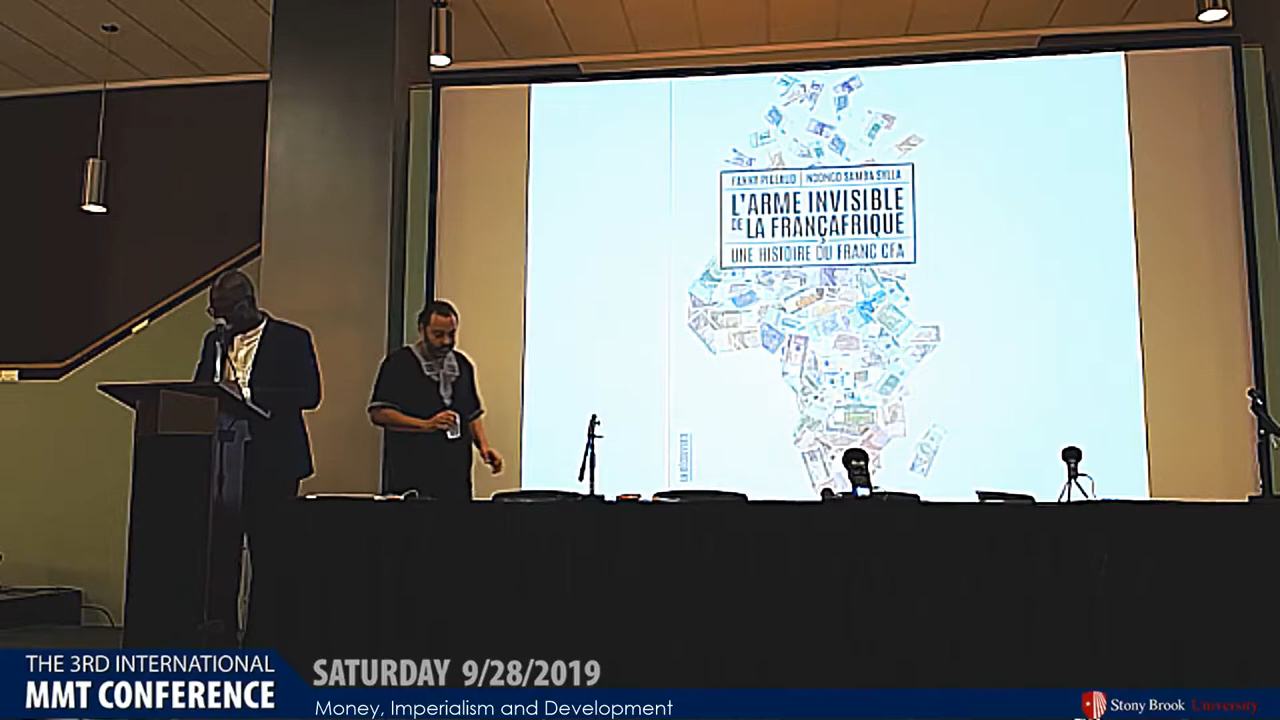 FANNY PIGEAUD | NDONGO SAMBA SYLLA
L'ARME INVISIBLE
DE LA FRANÇAFRIQUE
UNE HISTOIRE DU FRANC CFA
THE 3RD INTERNATIONAL
MMT CONFERENCE
SATURDAY 9/28/2019
Money, Imperialism and Development
Stony Brook University